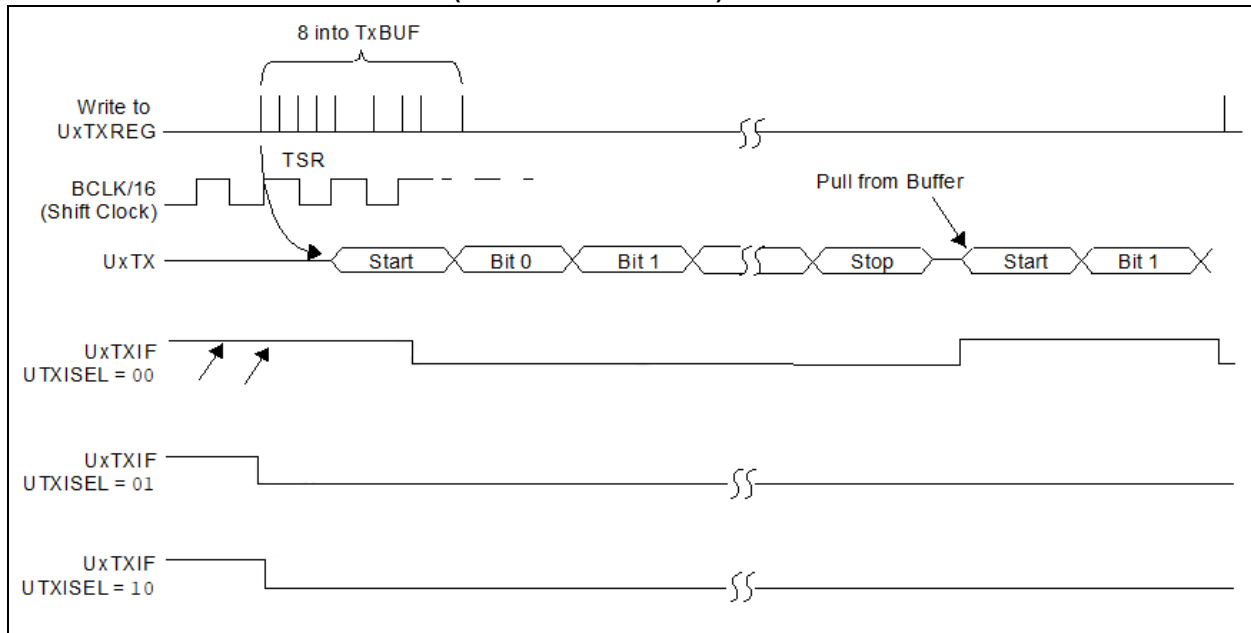 8 into TxBUF
Write to
UxTXREG
TSR
BCLK/16
(Shift Clock)
Pull from Buffer
UxTX
Start
Bit 0
Bit 1
Stop
Start
Bit 1
UxTXIF
UTXISEL = 00
UxTXIF
UTXISEL = 01
UxTXIF
UTXISEL = 10